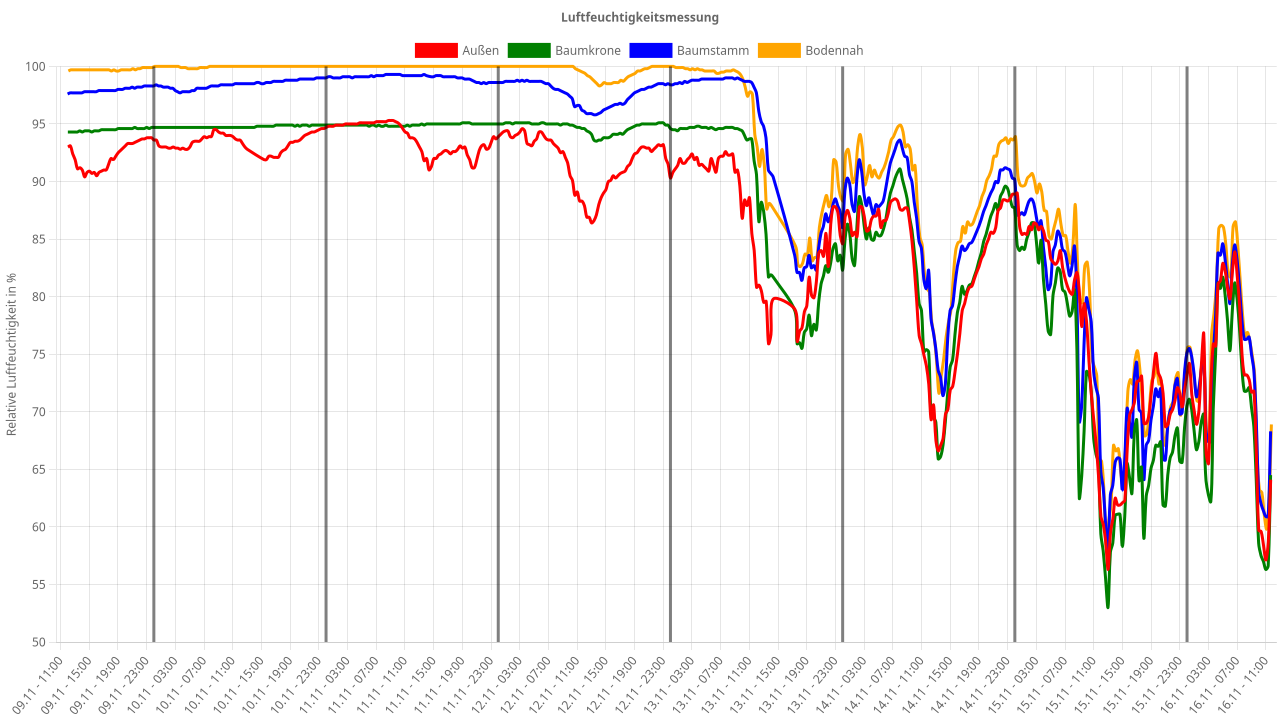 Luftfeuchtigkeitsmessung
Außen Baumkrone Baumstamm Bodennah
Relative Luftfeuchtigkeit in %
100
95
90
85
80
75
70
65
60
55
50
09.11 - 11:00
09.11 - 15:00
09.11 - 19:00
09.11 - 23:00
10.11 - 03:00
10.11 - 07:00
10.11 - 11:00
10.11 - 15:00
10.11 - 19:00
10.11 - 23:00
11.11 - 03:00
11.11 - 07:00
11.11 - 11:00
11.11 - 15:00
11.11 - 19:00
11.11 - 23:00
12.11 - 03:00
12.11 - 07:00
12.11 - 11:00
12.11 - 15:00
12.11 - 19:00
12.11 - 23:00
13.11 - 03:00
13.11 - 07:00
13.11 - 11:00
13.11 - 15:00
13.11 - 19:00
13.11 - 23:00
14.11 - 03:00
14.11 - 07:00
14.11 - 11:00
14.11 - 15:00
14.11 - 19:00
14.11 - 23:00
15.11 - 03:00
15.11 - 07:00
15.11 - 11:00
15.11 - 15:00
15.11 - 19:00
15.11 - 23:00
16.11 - 03:00
16.11 - 07:00
16.11 - 11:00